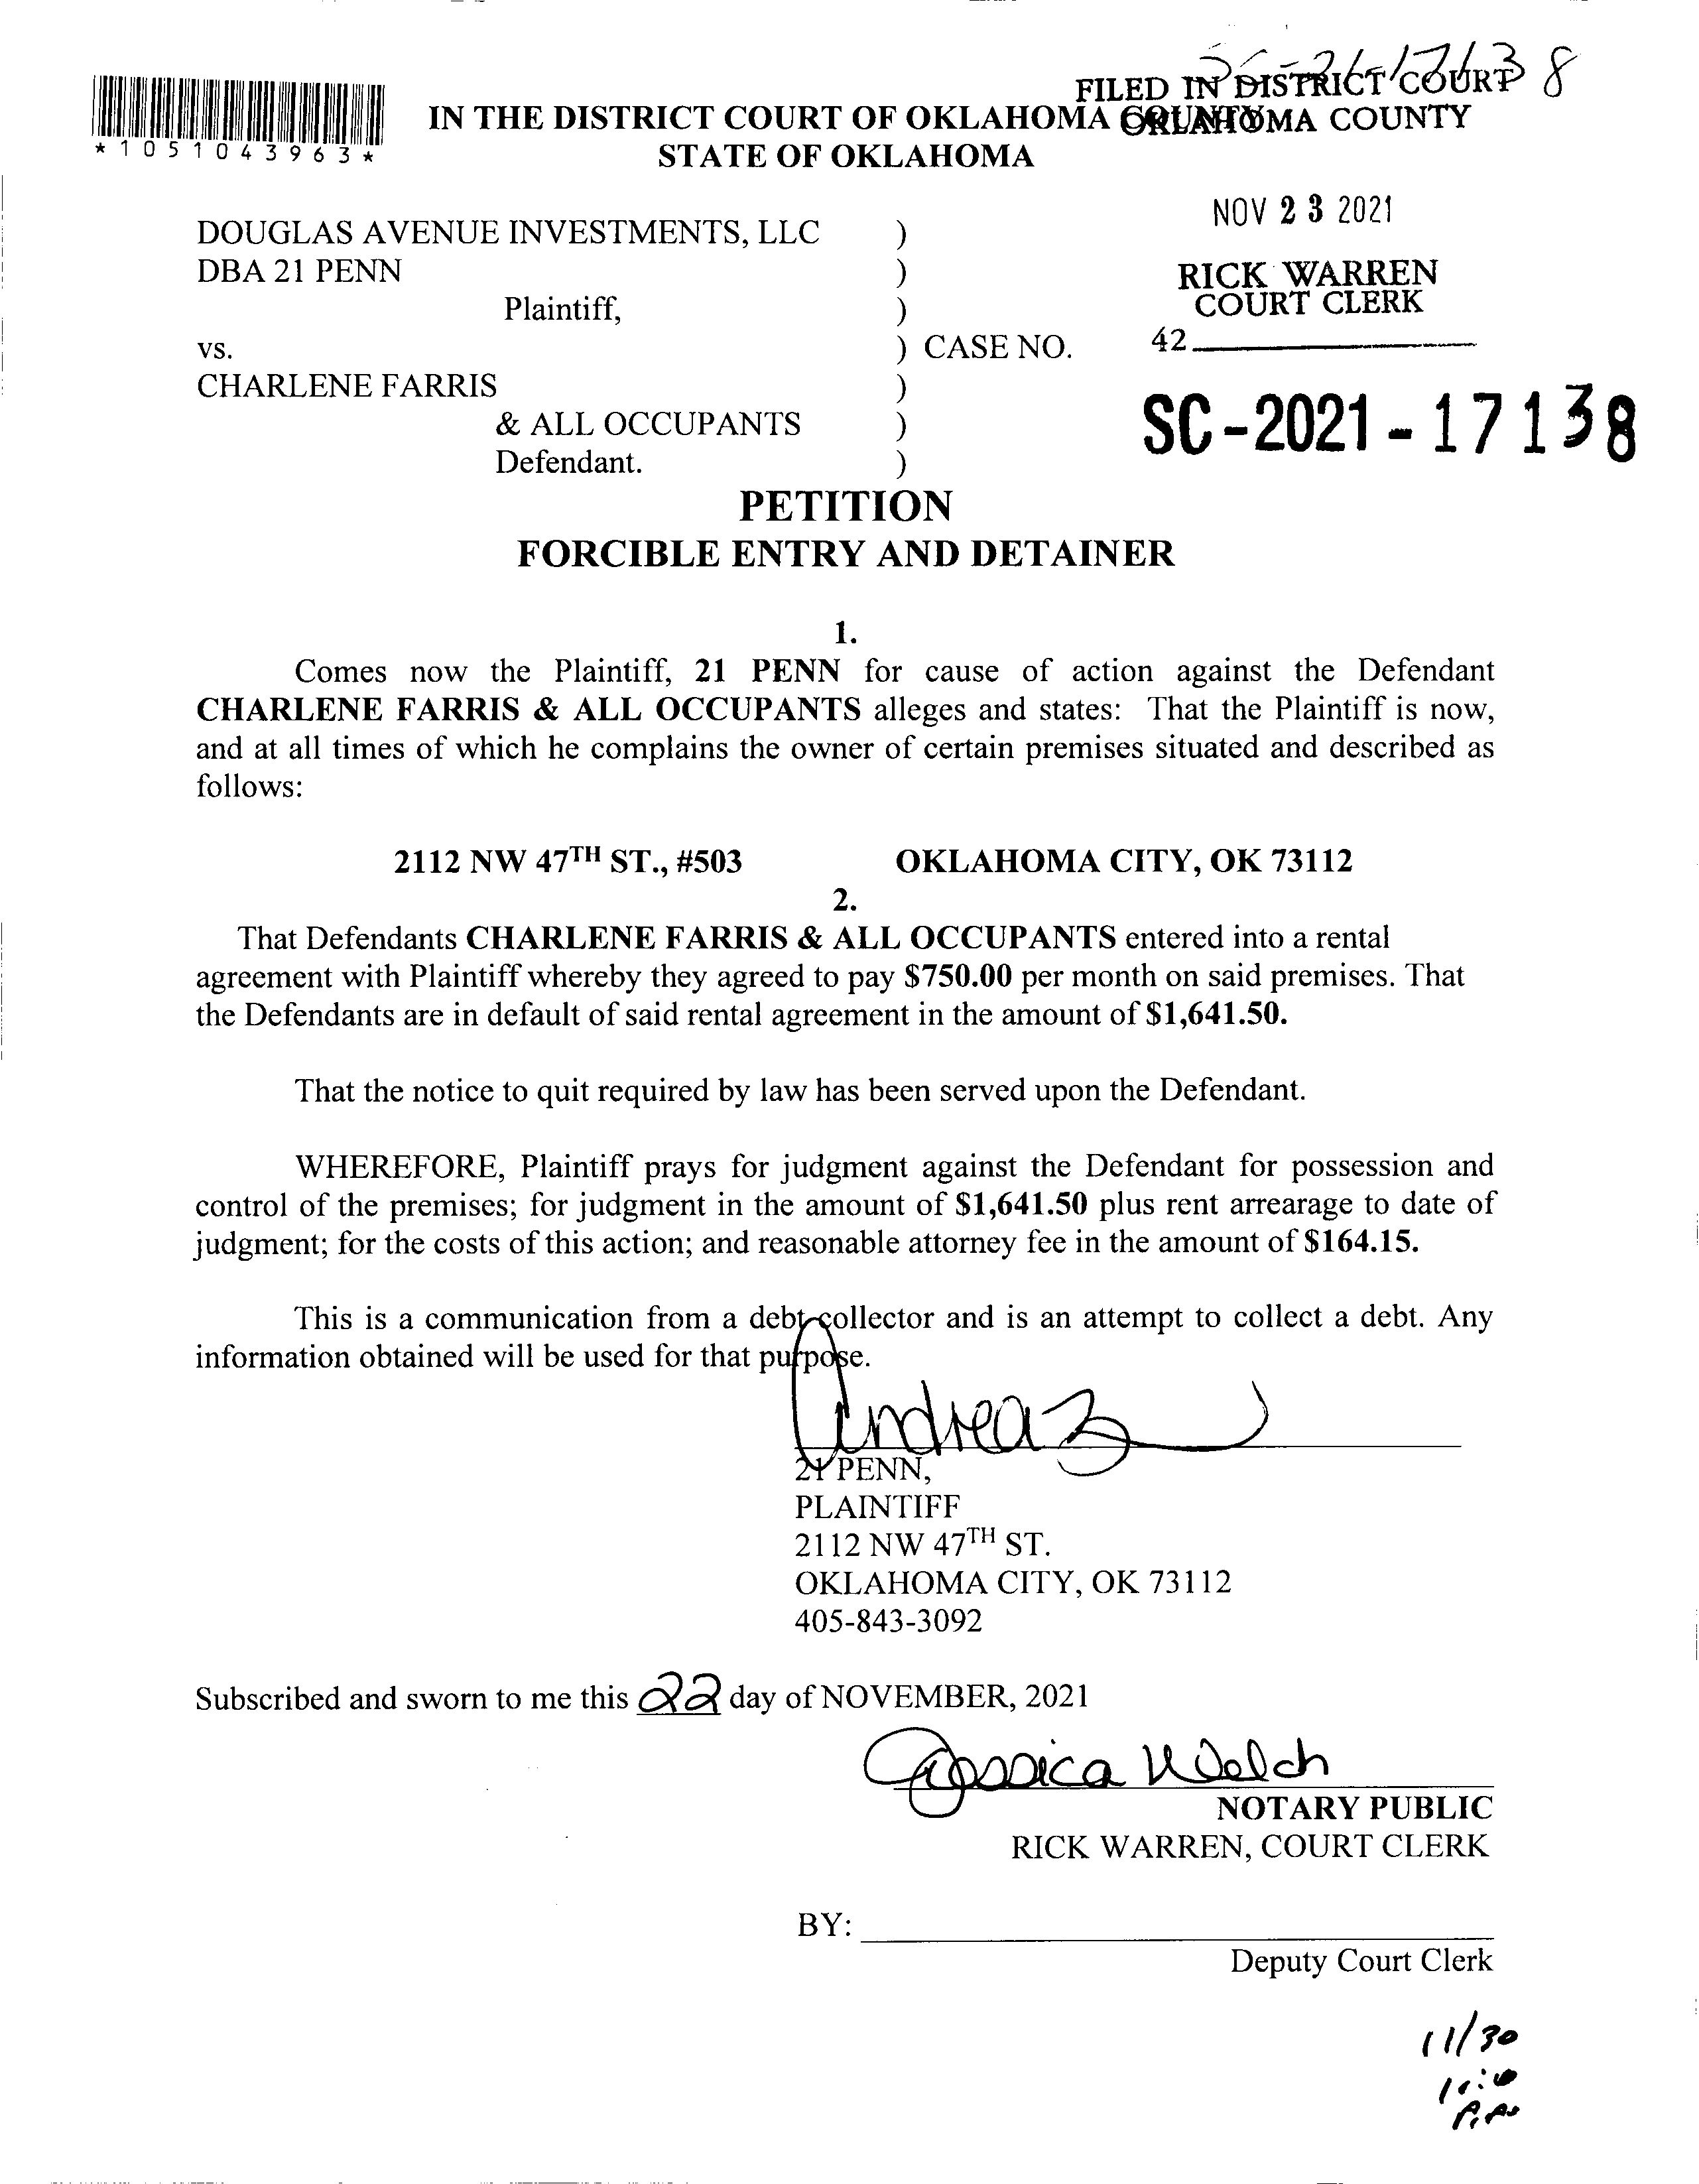 FILED IN DISTRICT COURT
OKLAHOMA COUNTY
*1051043963*
IN THE DISTRICT COURT OF OKLAHOMA COUNTY
STATE OF OKLAHOMA
NOV 23 2021
RICK WARREN
COURT CLERK
42
DOUGLAS AVENUE INVESTMENTS, LLC )
DBA 21 PENN )
Plaintiff, )
vs. ) CASE NO.
CHARLENE FARRIS )
& ALL OCCUPANTS )
Defendant. )
SC-2021-17138
PETITION
FORCIBLE ENTRY AND DETAINER
1.
Comes now the Plaintiff, 21 PENN for cause of action against the Defendant
CHARLENE FARRIS & ALL OCCUPANTS alleges and states: That the Plaintiff is now,
and at all times of which he complains the owner of certain premises situated and described as
follows:
2112 NW 47TH ST., #503 OKLAHOMA CITY, OK 73112
2.
That Defendants CHARLENE FARRIS & ALL OCCUPANTS entered into a rental
agreement with Plaintiff whereby they agreed to pay $750.00 per month on said premises. That
the Defendants are in default of said rental agreement in the amount of $1,641.50.
That the notice to quit required by law has been served upon the Defendant.
WHEREFORE, Plaintiff prays for judgment against the Defendant for possession and
control of the premises; for judgment in the amount of $1,641.50 plus rent arrearage to date of
judgment; for the costs of this action; and reasonable attorney fee in the amount of $164.15.
This is a communication from a debt collector and is an attempt to collect a debt. Any
information obtained will be used for that purpose.
Andrea
21 PENN,
PLAINTIFF
2112 NW 47TH ST.
OKLAHOMA CITY, OK 73112
405-843-3092
Subscribed and sworn to me this 22 day of NOVEMBER, 2021
Jessica Welch
NOTARY PUBLIC
RICK WARREN, COURT CLERK
BY:
Deputy Court Clerk
11/30